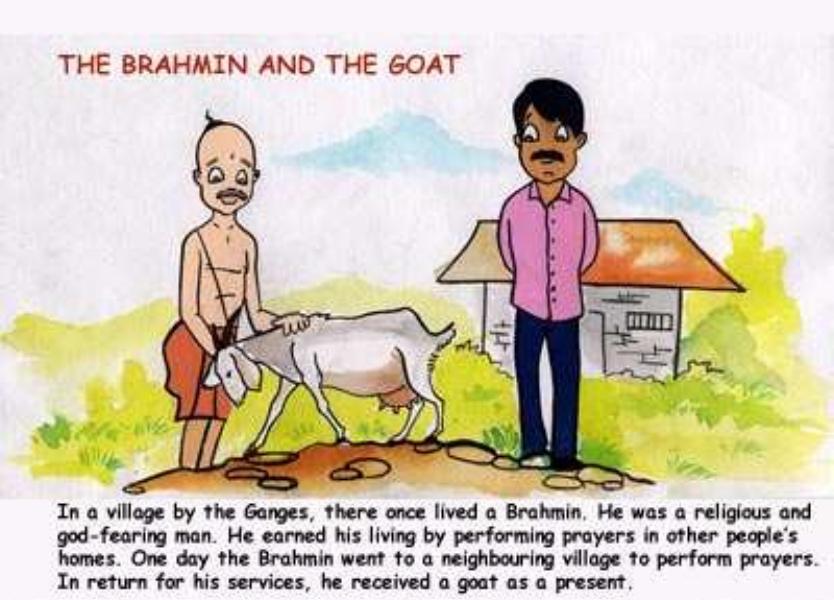 THE BRAHMIN AND THE GOAT
In a village by the Ganges, there once lived a Brahmin. He was a religious and
god-fearing man. He earned his living by performing prayers in other people's
homes. One day the Brahmin went to a neighbouring village to perform prayers.
In return for his services, he received a goat as a present.